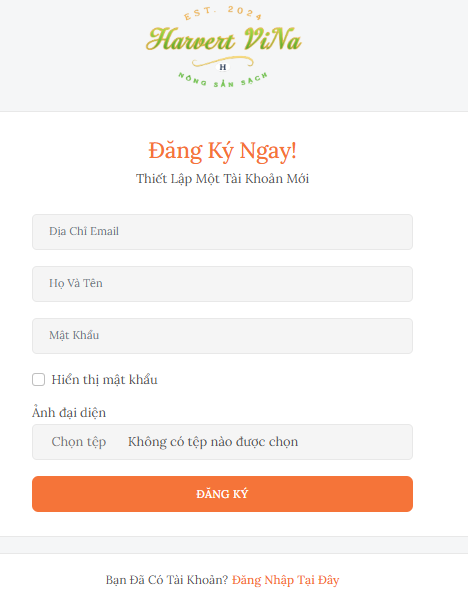 EST. 2024
Harvert ViNa
H
NÔNG SẢN SẠCH
Đăng Ký Ngay!
Thiết Lập Một Tài Khoản Mới
Địa Chỉ Email
Họ Và Tên
Mật Khẩu
Hiển thị mật khẩu
Ảnh đại diện
Chọn tệp Không có tệp nào được chọn
ĐĂNG KÝ
Bạn Đã Có Tài Khoản? Đăng Nhập Tại Đây